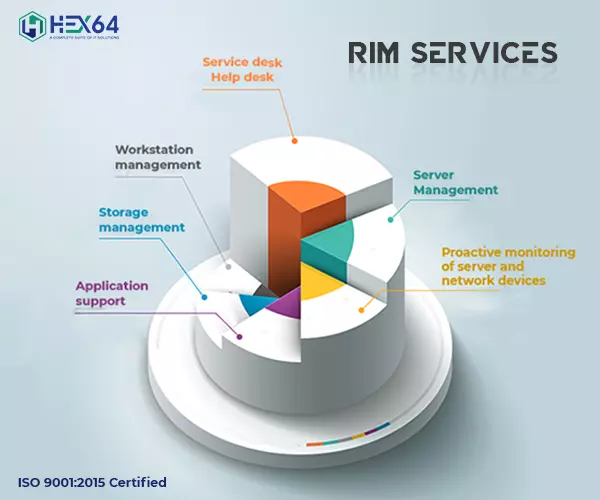 HEX64
A COMPLETE SUITE OF IT SOLUTIONS
RIM SERVICES
Service desk
Help desk
Workstation
management
Server
Management
Storage
management
Proactive monitoring
of server and
network devices
Application
support
ISO 9001:2015 Certified